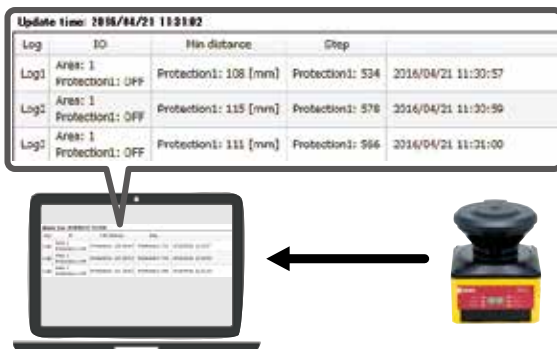 Update time: 2016/04/21 11:31:02
Log IO Min distance Step
Log1 Area: 1 Protection1: OFF Protection1: 108 [mm] Protection1: 534 2016/04/21 11:30:57
Log2 Area: 1 Protection1: OFF Protection1: 115 [mm] Protection1: 578 2016/04/21 11:30:59
Log3 Area: 1 Protection1: OFF Protection1: 111 [mm] Protection1: 566 2016/04/21 11:31:00